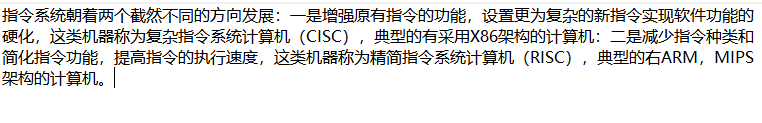 指令系统朝着两个截然不同的方向发展：一是增强原有指令的功能，设置更为复杂的新指令实现软件功能的
硬化，这类机器称为复杂指令系统计算机（CISC），典型的有采用X86架构的计算机：二是减少指令种类和
简化指令功能，提高指令的执行速度，这类机器称为精简指令系统计算机（RISC），典型的右ARM，MIPS
架构的计算机。